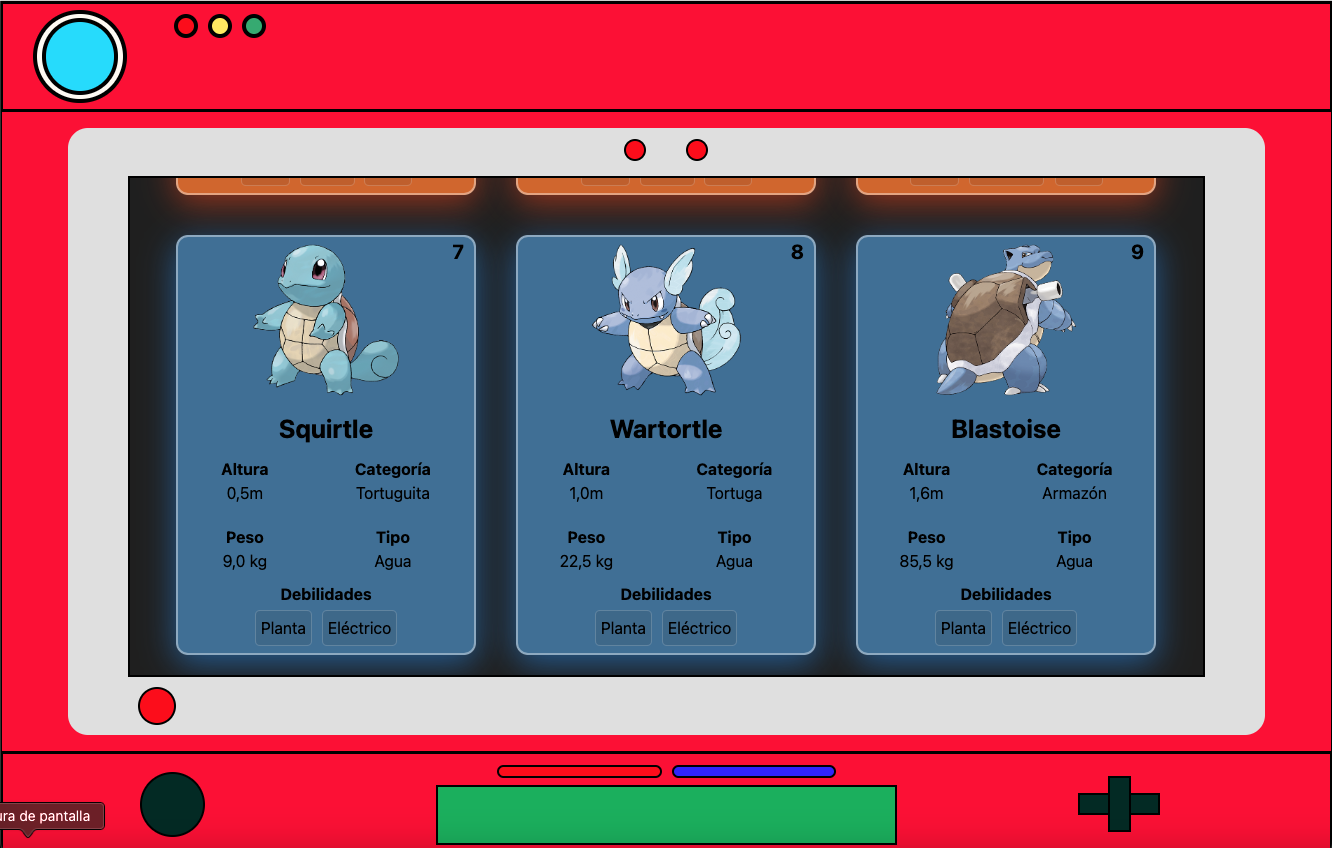 7
Squirtle
Altura Categoría
0,5m Tortuguita
Peso Tipo
9,0 kg Agua
Debilidades
Planta Eléctrico
8
Wartortle
Altura Categoría
1,0m Tortuga
Peso Tipo
22,5 kg Agua
Debilidades
Planta Eléctrico
9
Blastoise
Altura Categoría
1,6m Armazón
Peso Tipo
85,5 kg Agua
Debilidades
Planta Eléctrico
ura de pantalla